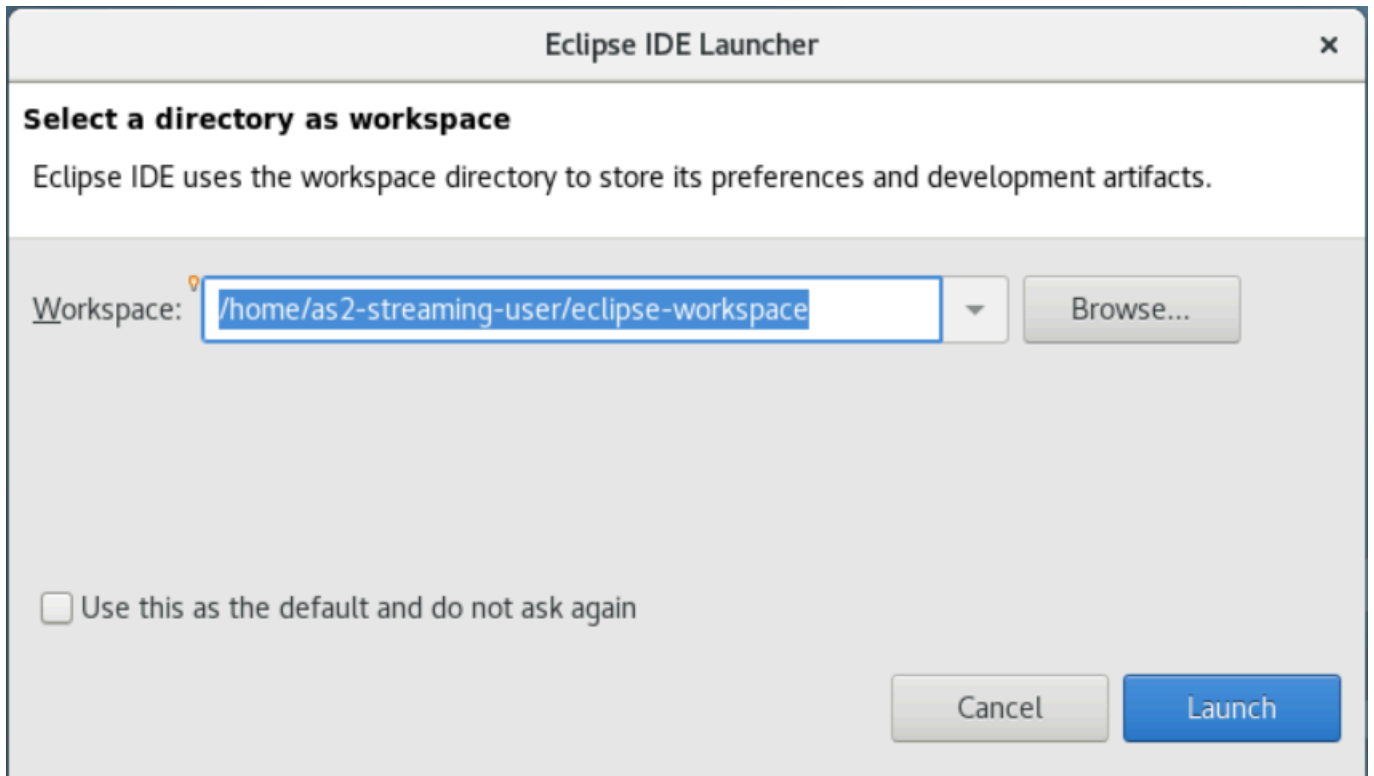 Eclipse IDE Launcher
Select a directory as workspace
Eclipse IDE uses the workspace directory to store its preferences and development artifacts.
Workspace: /home/as2-streaming-user/eclipse-workspace Browse...
Use this as the default and do not ask again
Cancel Launch